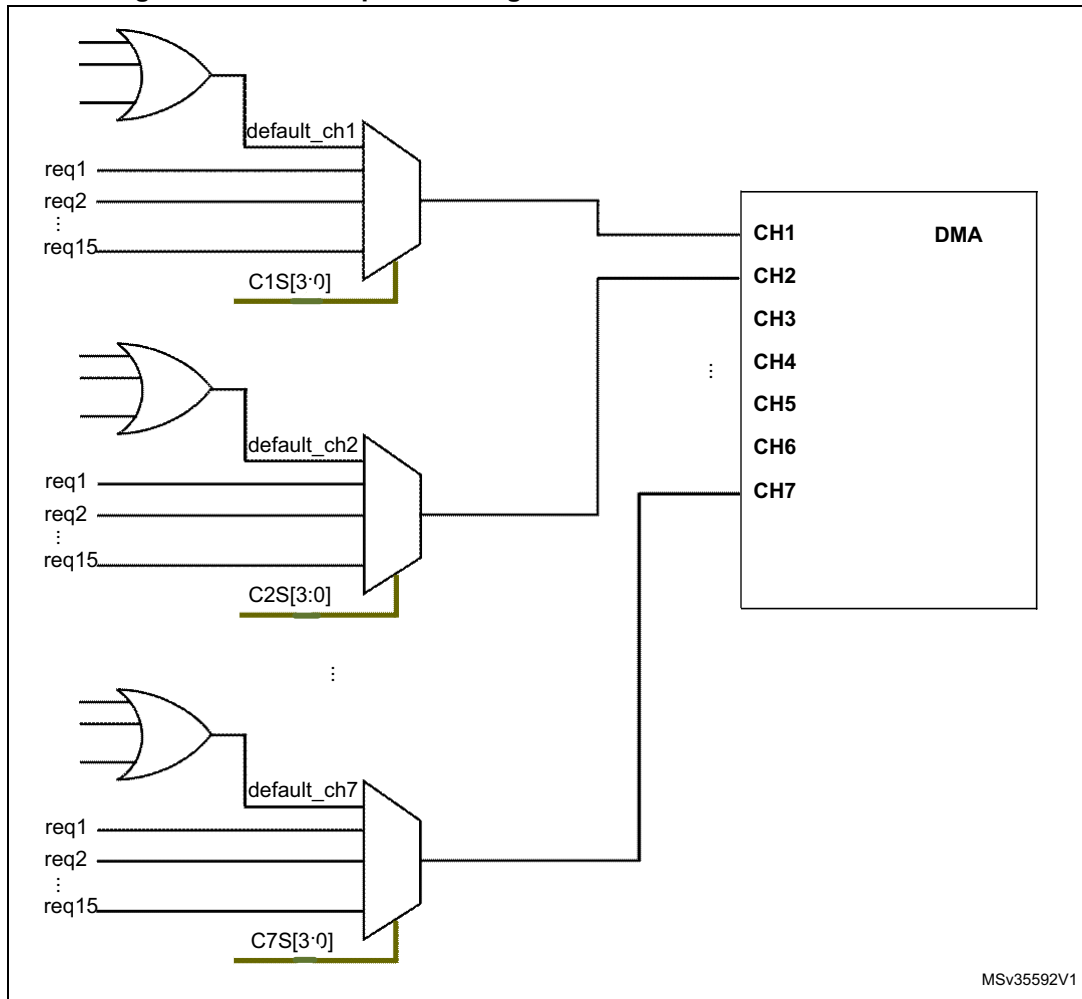 default_ch1
req1
req2
⋮
req15
C1S[3:0]
default_ch2
req1
req2
⋮
req15
C2S[3:0]
⋮
default_ch7
req1
req2
⋮
req15
C7S[3:0]
CH1
DMA
CH2
CH3
CH4
⋮
CH5
CH6
CH7
MSv35592V1